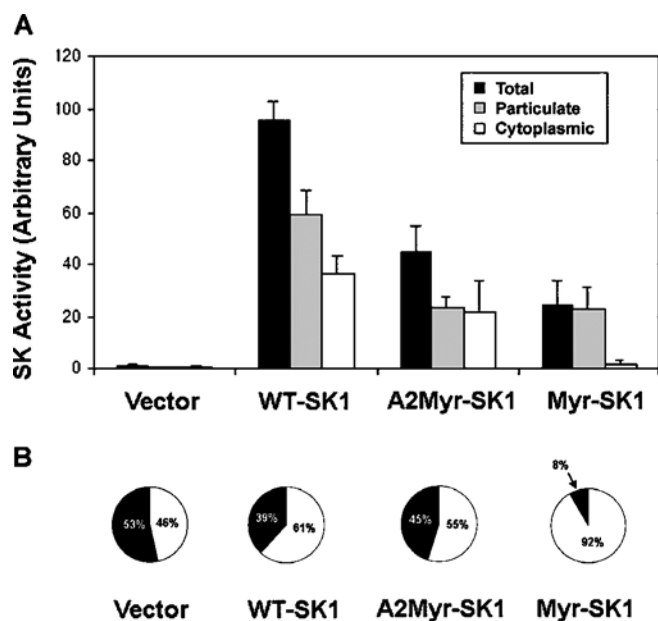 A
SK Activity (Arbitrary Units)
120
100
80
60
40
20
0
Total
Particulate
Cytoplasmic
Vector WT-SK1 A2Myr-SK1 Myr-SK1
B
8%
53% 46% 39% 61% 45% 55% 92%
Vector WT-SK1 A2Myr-SK1 Myr-SK1